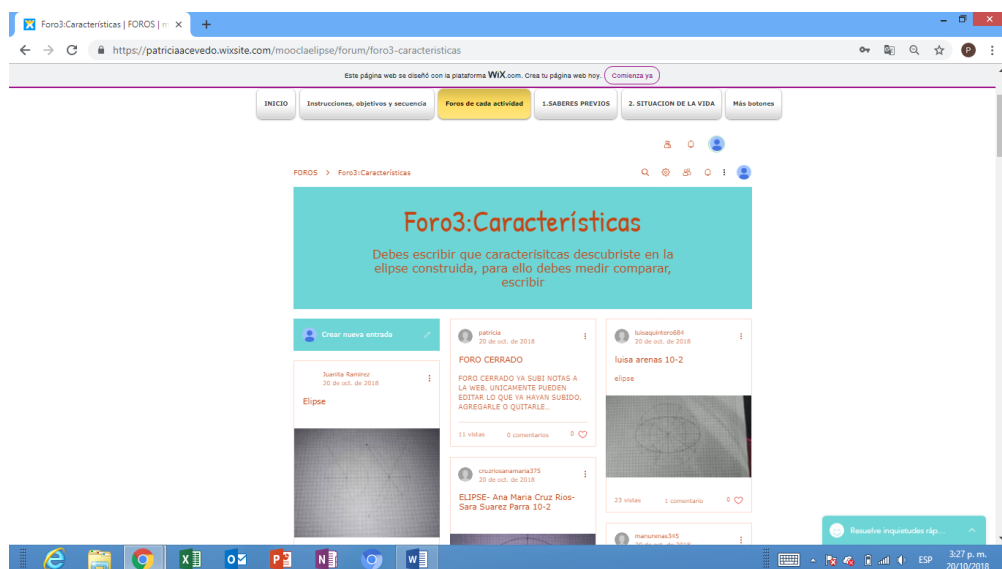 Foro3:Características | FOROS | m
https://patriciaacevedo.wixsite.com/mooclaelipse/forum/foro3-caracteristicas
P
Este página web se diseñó con la plataforma WiX.com. Crea tu página web hoy. Comienza ya
INICIO
Instrucciones, objetivos y secuencia
Foros de cada actividad
1.SABERES PREVIOS
2. SITUACION DE LA VIDA
Más botones
FOROS > Foro3:Características
Foro3:Características
Debes escribir que caracterísitcas descubriste en la
elipse construida, para ello debes medir comparar,
escribir
Crear nueva entrada
Juanita Ramirez
20 de oct. de 2018
Elipse
patricia
20 de oct. de 2018
FORO CERRADO
FORO CERRADO YA SUBI NOTAS A
LA WEB. UNICAMENTE PUEDEN
EDITAR LO QUE YA HAYAN SUBIDO,
AGREGARLE O QUITARLE...
11 vistas 0 comentarios 0
cruzriosanamaria375
20 de oct. de 2018
ELIPSE- Ana Maria Cruz Rios-
Sara Suarez Parra 10-2
luisaquintero684
20 de oct. de 2018
luisa arenas 10-2
elipse
23 vistas 1 comentario 0
manurenas345
Resuelve inquietudes ráp...
ESP
3:27 p. m.
20/10/2018